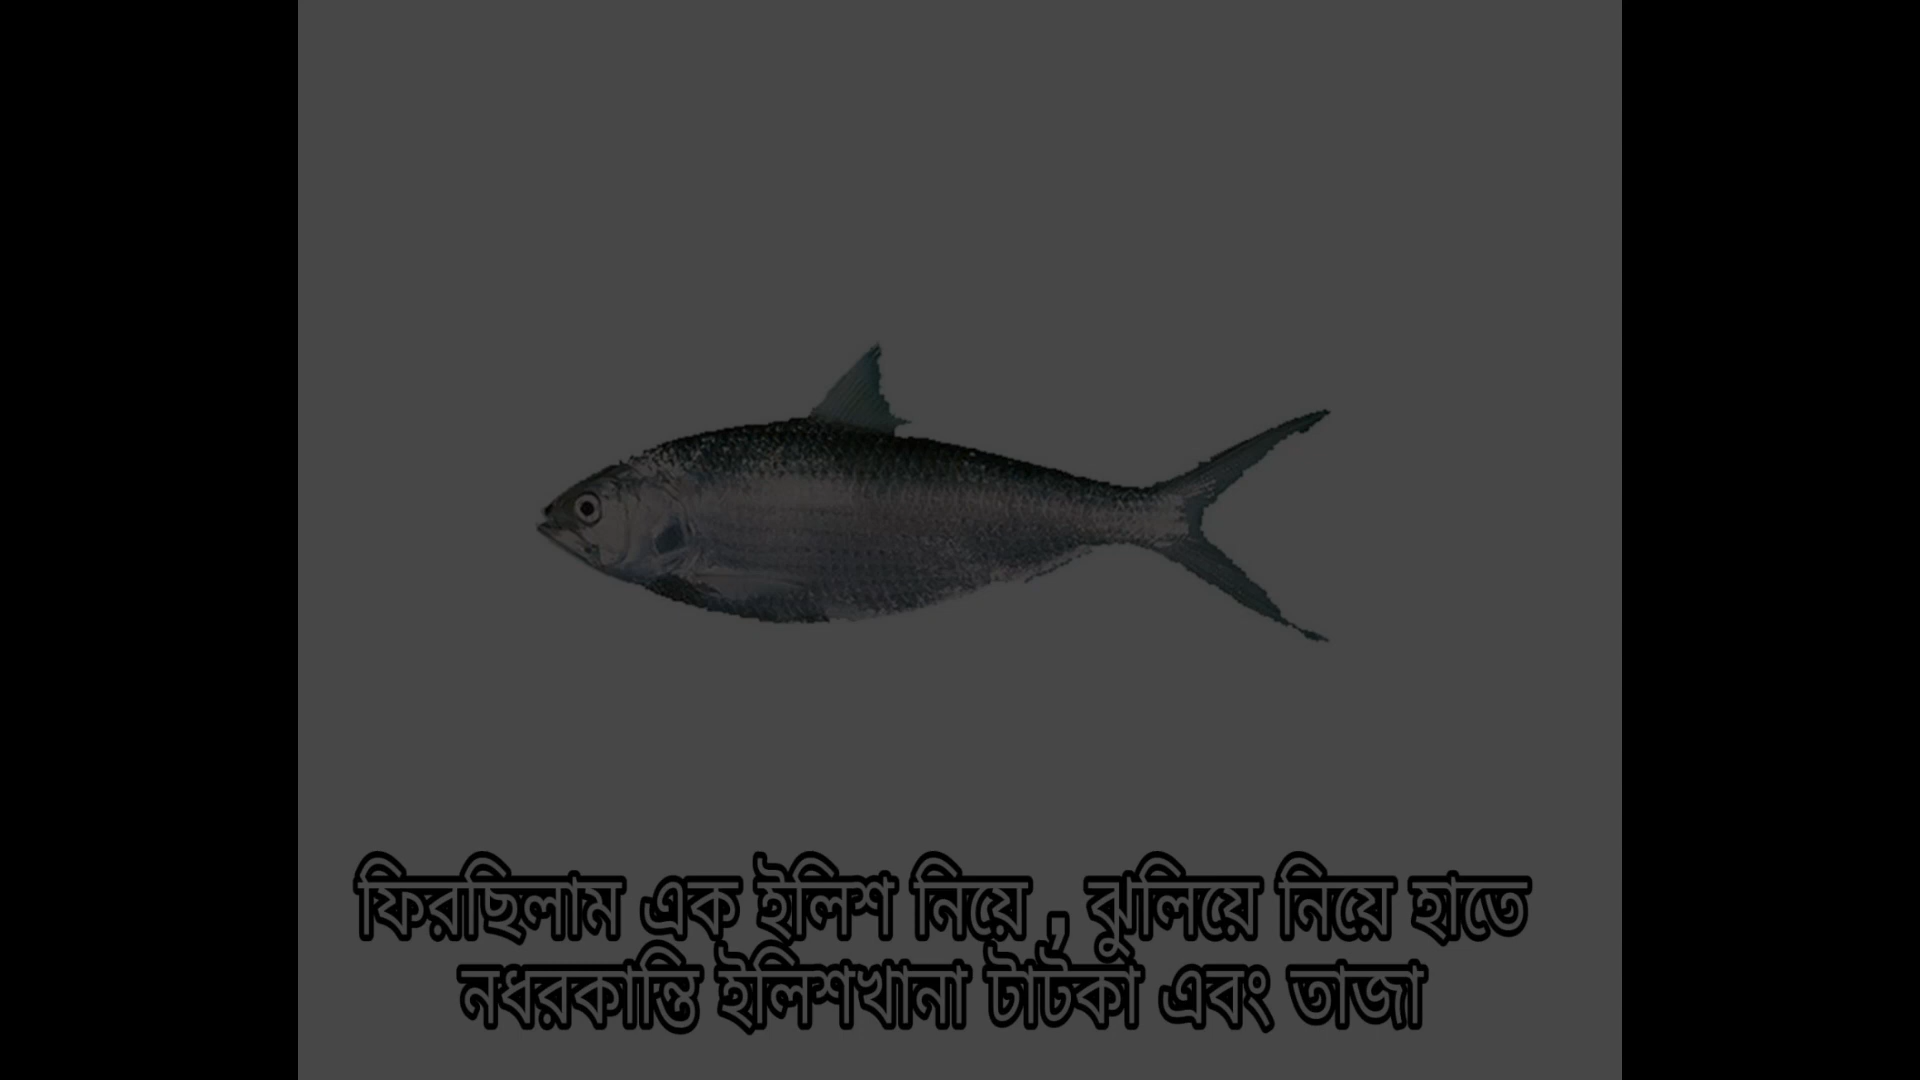 ফিরছিলাম এক ইলিশ নিয়ে , ঝুলিয়ে নিয়ে হাতে
নধরকান্তি ইলিশখানা টাটকা এবং তাজা